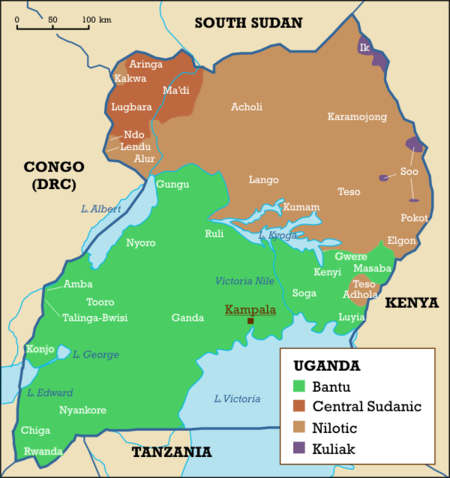 0 50 100 km
SOUTH SUDAN
Ik
Aringa
Kakwa
Ma'di
Lugbara
Acholi
Karamojong
Ndo
Lendu
Alur
CONGO
(DRC)
Soo
Gungu
Lango
Teso
Kumam
Pokot
L. Albert
Ruli
L. Kyoga
Nyoro
Elgon
Gwere
Masaba
Kenyi
Amba
Victoria Nile
Teso
Adhola
Tooro
Soga
KENYA
Talinga-Bwisi
Ganda
Kampala
Luyia
Konjo
L. George
UGANDA
Bantu
L. Edward
L. Victoria
Central Sudanic
Nyankore
Nilotic
Chiga
Kuliak
Rwanda
TANZANIA